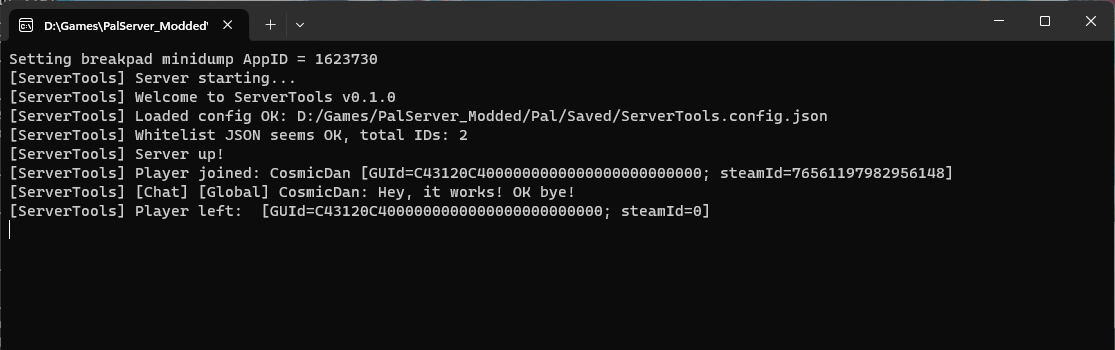 D:\Games\PalServer_Modded\
Setting breakpad minidump AppID = 1623730
[ServerTools] Server starting...
[ServerTools] Welcome to ServerTools v0.1.0
[ServerTools] Loaded config OK: D:/Games/PalServer_Modded/Pal/Saved/ServerTools.config.json
[ServerTools] Whitelist JSON seems OK, total IDs: 2
[ServerTools] Server up!
[ServerTools] Player joined: CosmicDan [GUId=C43120C4000000000000000000000000; steamId=76561197982956148]
[ServerTools] [Chat] [Global] CosmicDan: Hey, it works! OK bye!
[ServerTools] Player left:  [GUId=C43120C4000000000000000000000000; steamId=0]